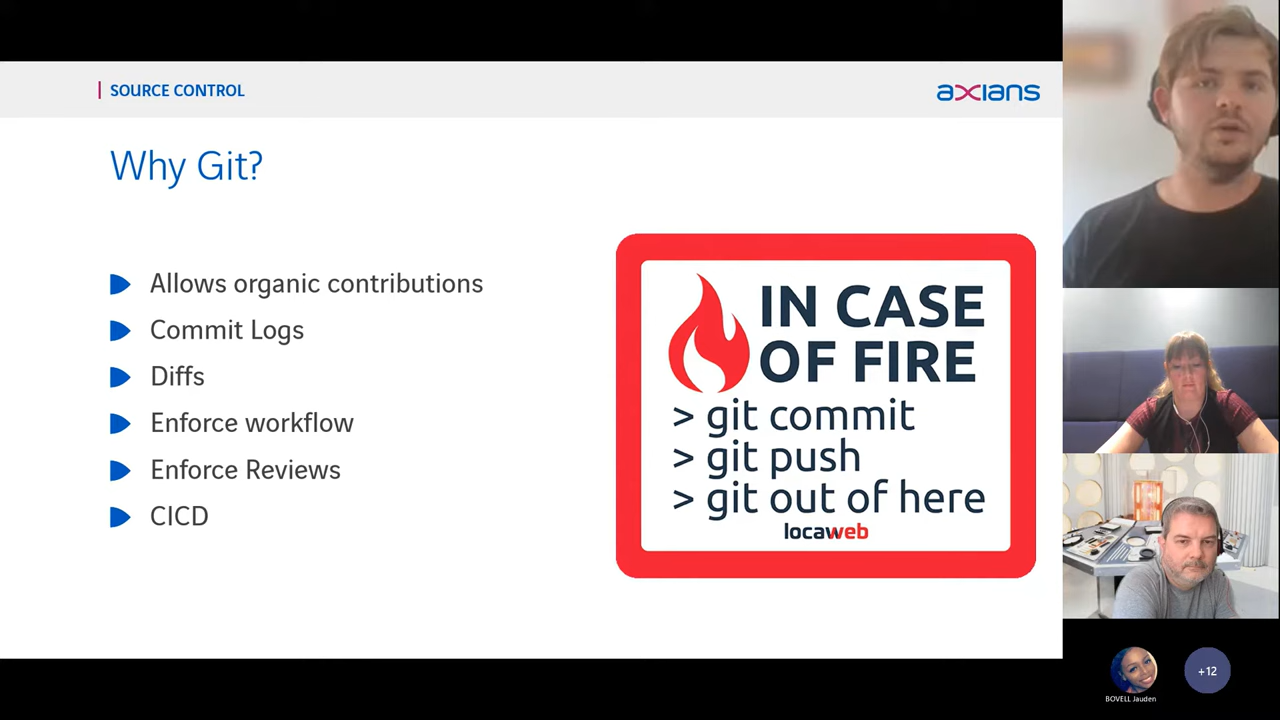 SOURCE CONTROL
axians
Why Git?
Allows organic contributions
Commit Logs
Diffs
Enforce workflow
Enforce Reviews
CICD
IN CASE
OF FIRE
> git commit
> git push
> git out of here
locaweb
BOVELL Jauden
+12